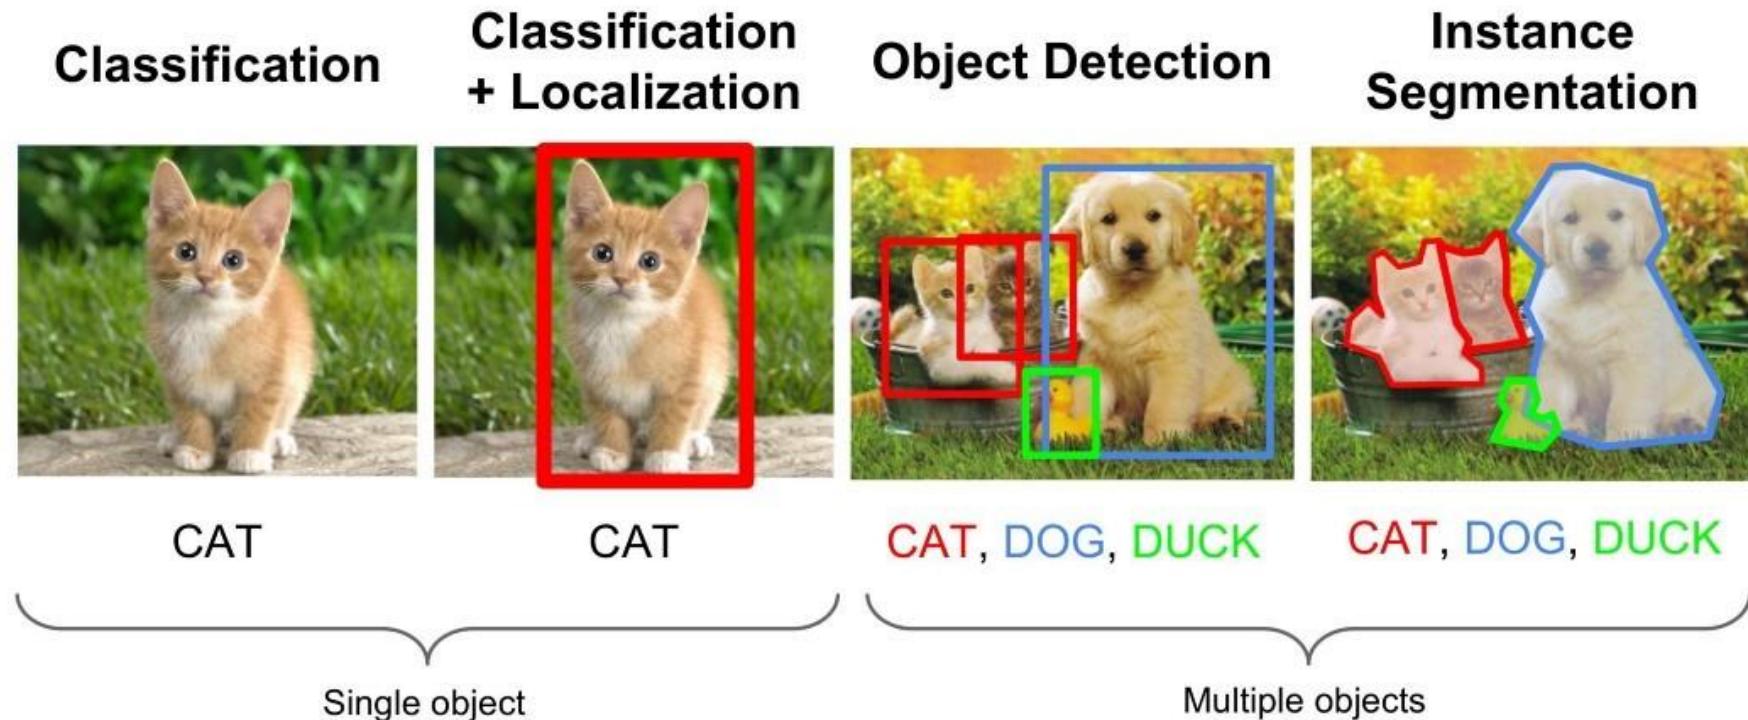 Classification
Classification
+ Localization
Object Detection
Instance
Segmentation
CAT
CAT
CAT, DOG, DUCK
CAT, DOG, DUCK
Single object
Multiple objects